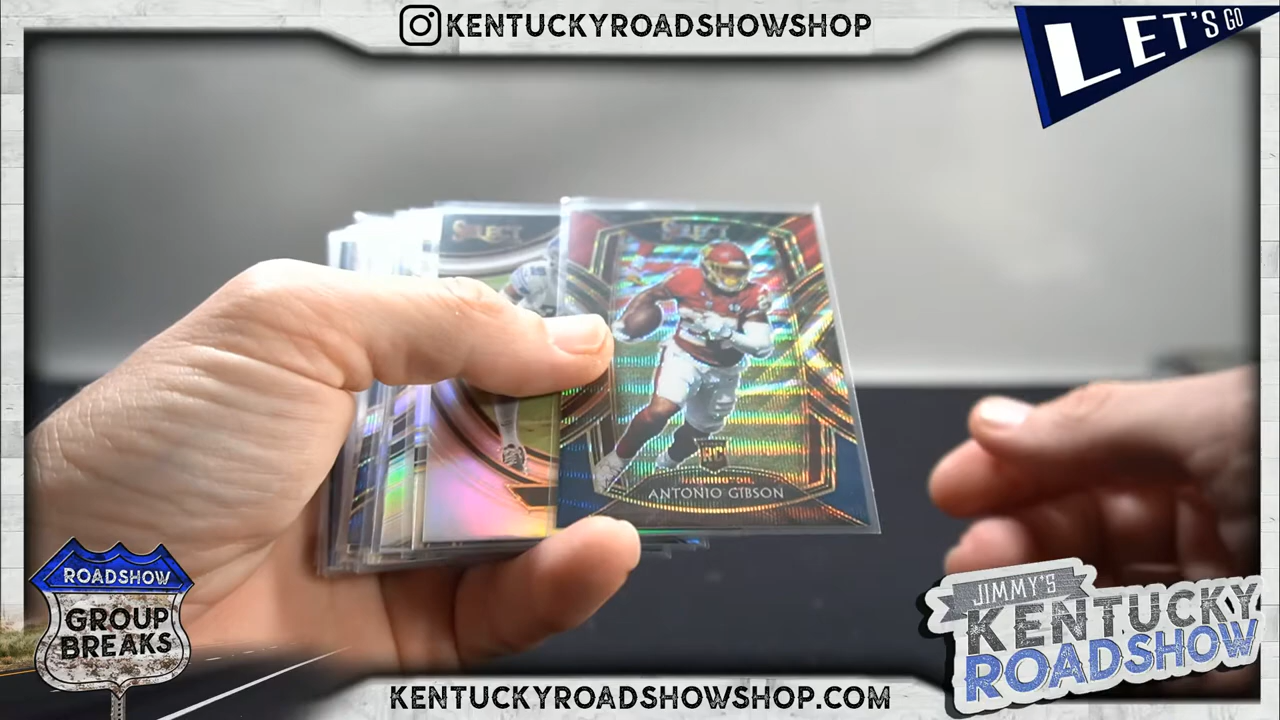 KENTUCKYROADSHOWSHOP
LET'S GO
SELECT
SELECT
RC
ANTONIO GIBSON
ROADSHOW
GROUP
BREAKS
JIMMY'S
KENTUCKY
ROADSHOW
KENTUCKYROADSHOWSHOP.COM